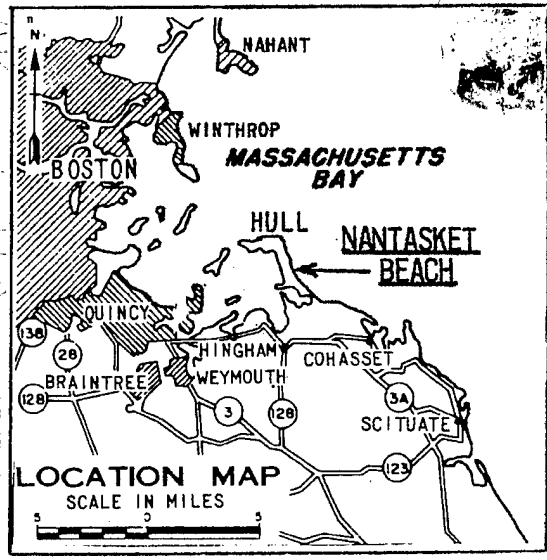 N
NAHANT
WINTHROP
BOSTON
MASSACHUSETTS
BAY
HULL
NANTASKET
BEACH
QUINCY
138
28
HINGHAM
COHASSET
BRAINTREE
WEYMOUTH
128
3
128
3A
SCITUATE
123
LOCATION MAP
SCALE IN MILES
5 0 5